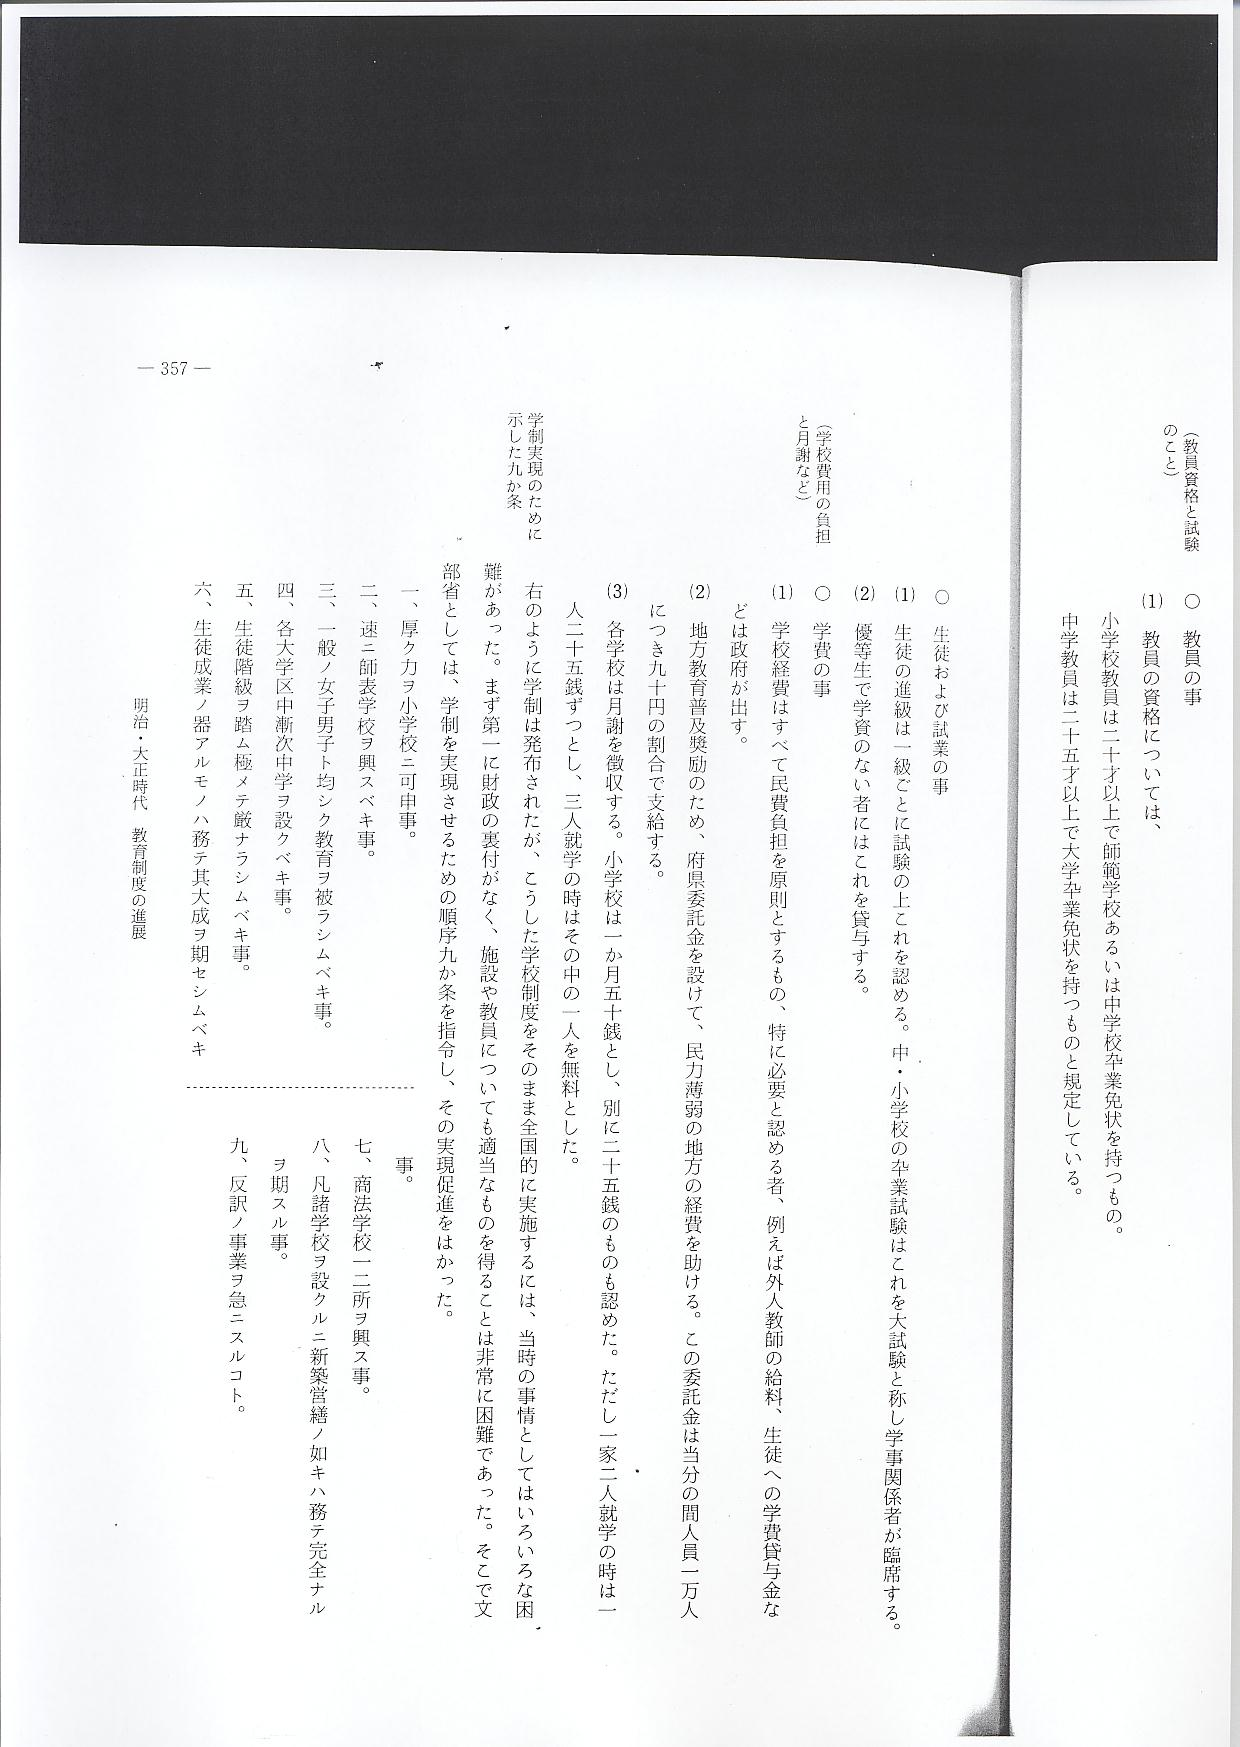 （教員資格と試験
のこと）
○　教員の事
(1)　教員の資格については、
小学校教員は二十才以上で師範学校あるいは中学校卒業免状を持つもの。
中学教員は二十五才以上で大学卒業免状を持つものと規定している。
○　生徒および試業の事
(1)　生徒の進級は一級ごとに試験の上これを認める。中・小学校の卒業試験はこれを大試験と称し学事関係者が臨席する。
(2)　優等生で学資のない者にはこれを貸与する。
（学校費用の負担
と月謝など）
○　学費の事
(1)　学校経費はすべて民費負担を原則とするもの、特に必要と認める者、例えば外人教師の給料、生徒への学費貸与金な
どは政府が出す。
(2)　地方教育普及奨励のため、府県委託金を設けて、民力薄弱の地方の経費を助ける。この委託金は当分の間人員一万人
につき九十円の割合で支給する。
(3)　各学校は月謝を徴収する。小学校は一か月五十銭とし、別に二十五銭のものも認めた。ただし一家二人就学の時は一
人二十五銭ずつとし、三人就学の時はその中の一人を無料とした。
学制実現のために
示した九か条
右のように学制は発布されたが、こうした学校制度をそのまま全国的に実施するには、当時の事情としてはいろいろな困
難があった。まず第一に財政の裏付がなく、施設や教員についても適当なものを得ることは非常に困難であった。そこで文
部省としては、学制を実現させるための順序九か条を指令し、その実現促進をはかった。
一、厚ク力ヲ小学校ニ可申事。
二、速ニ師表学校ヲ興スベキ事。
三、一般ノ女子男子ト均シク教育ヲ被ラシムベキ事。
四、各大学区中漸次中学ヲ設クベキ事。
五、生徒階級ヲ踏ム極メテ厳ナラシムベキ事。
六、生徒成業ノ器アルモノハ務テ其大成ヲ期セシムベキ
事。
七、商法学校一二所ヲ興ス事。
八、凡諸学校ヲ設クルニ新築営繕ノ如キハ務テ完全ナル
ヲ期スル事。
九、反訳ノ事業ヲ急ニスルコト。
明治・大正時代　教育制度の進展
— 357 —